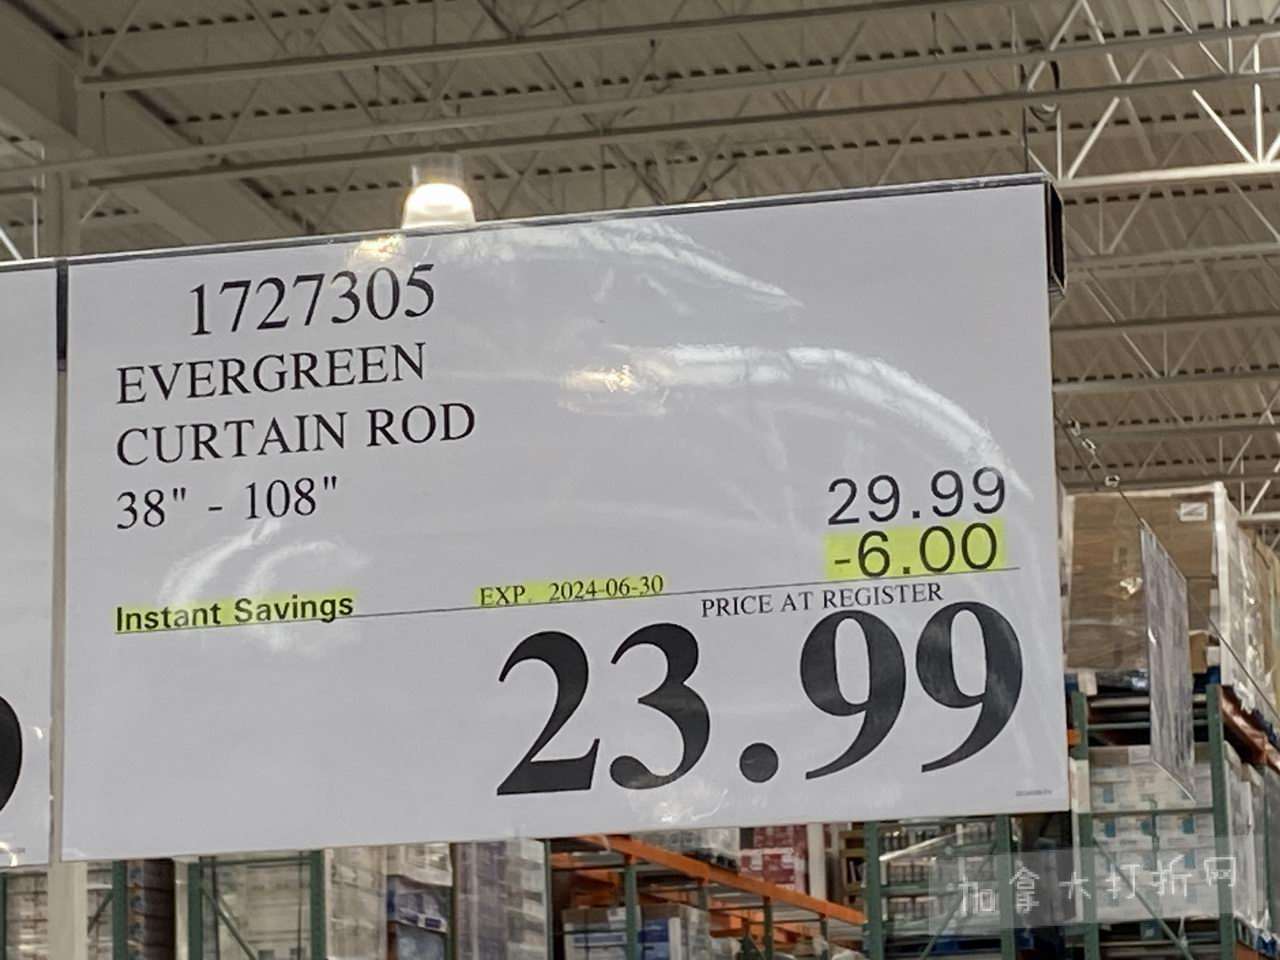 1727305
EVERGREEN
CURTAIN ROD
38" - 108"
29.99
-6.00
Instant Savings EXP. 2024-06-30
PRICE AT REGISTER
23.99
加拿大打折网